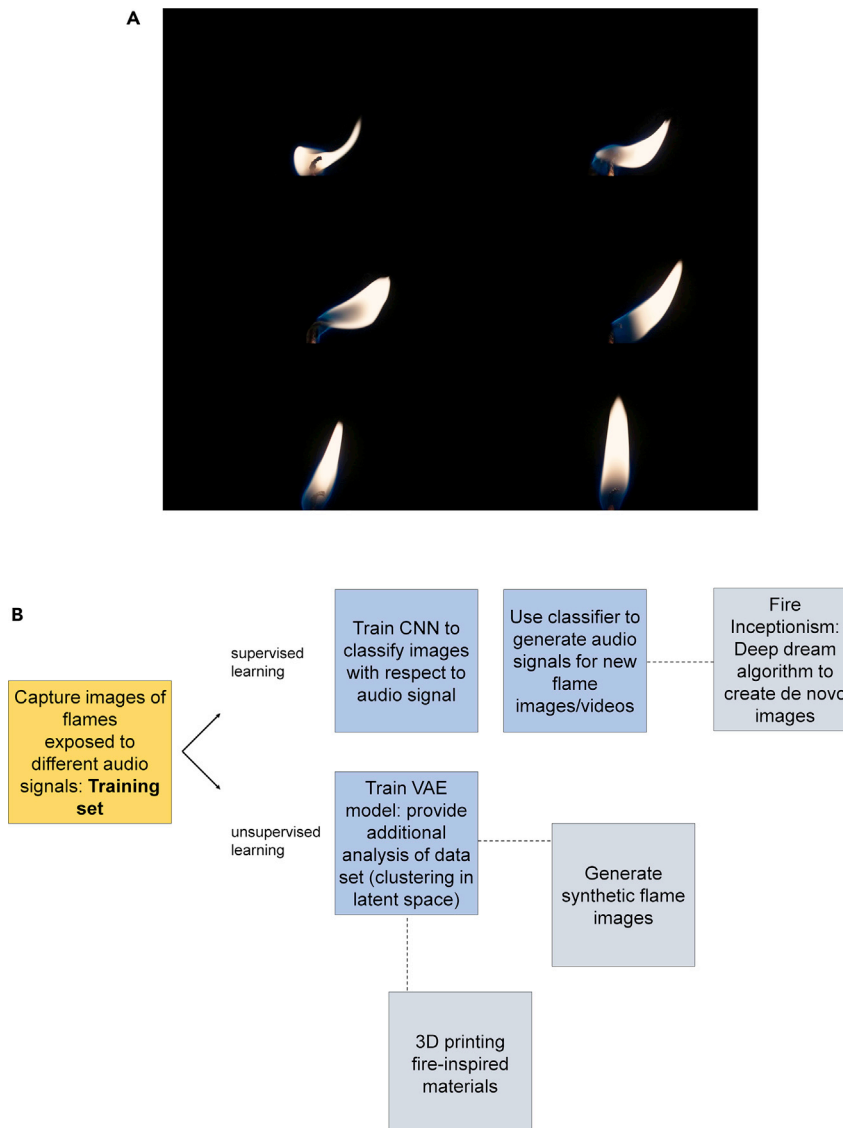 A
B
supervised
learning
Train CNN to
classify images
with respect to
audio signal
Use classifier to
generate audio
signals for new
flame
images/videos
Fire
Inceptionism:
Deep dream
algorithm to
create de novo
images
Capture images of
flames
exposed to
different audio
signals: Training
set
unsupervised
learning
Train VAE
model: provide
additional
analysis of data
set (clustering in
latent space)
Generate
synthetic flame
images
3D printing
fire-inspired
materials